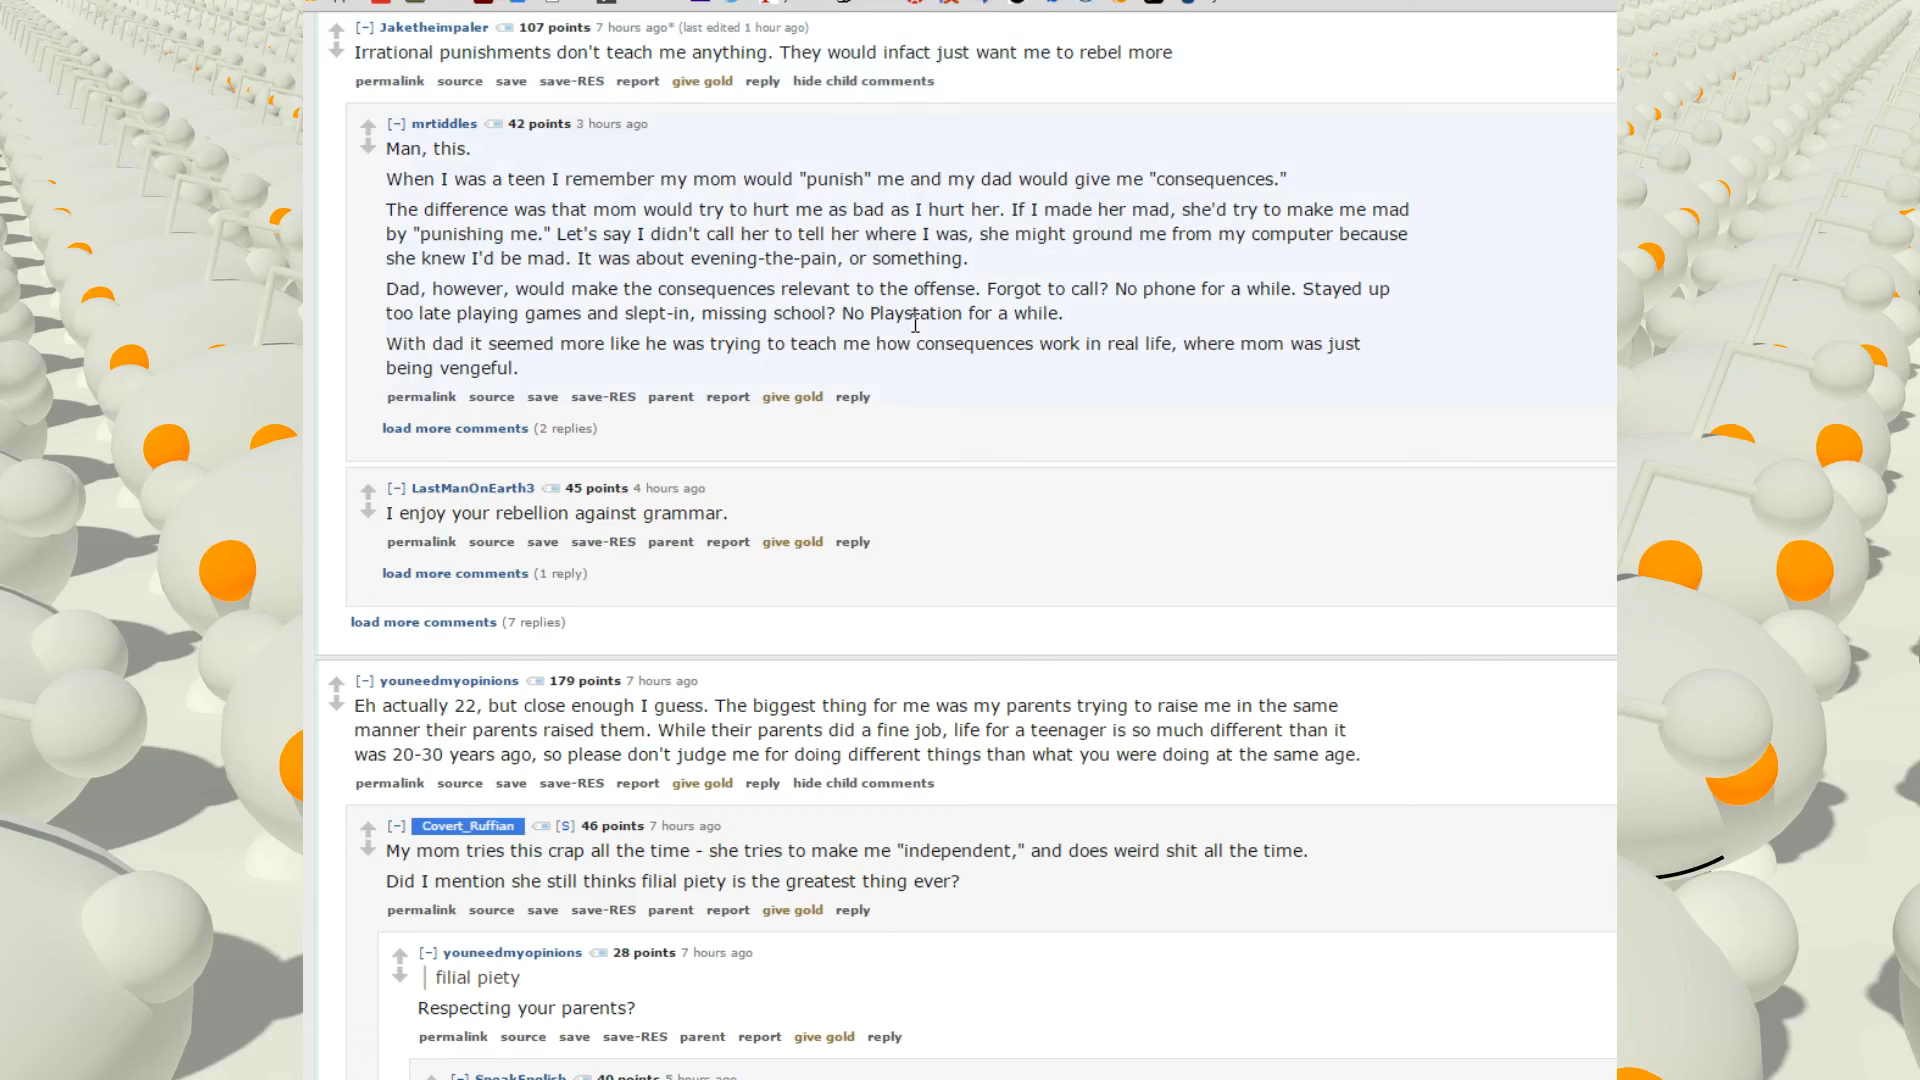 [-] Jaketheimpaler 107 points 7 hours ago* (last edited 1 hour ago)
Irrational punishments don't teach me anything. They would infact just want me to rebel more
permalink source save save-RES report give gold reply hide child comments
[-] mrtiddles 42 points 3 hours ago
Man, this.
When I was a teen I remember my mom would "punish" me and my dad would give me "consequences."
The difference was that mom would try to hurt me as bad as I hurt her. If I made her mad, she'd try to make me mad
by "punishing me." Let's say I didn't call her to tell her where I was, she might ground me from my computer because
she knew I'd be mad. It was about evening-the-pain, or something.
Dad, however, would make the consequences relevant to the offense. Forgot to call? No phone for a while. Stayed up
too late playing games and slept-in, missing school? No Playstation for a while.
With dad it seemed more like he was trying to teach me how consequences work in real life, where mom was just
being vengeful.
permalink source save save-RES parent report give gold reply
load more comments (2 replies)
[-] LastManOnEarth3 45 points 4 hours ago
I enjoy your rebellion against grammar.
permalink source save save-RES parent report give gold reply
load more comments (1 reply)
load more comments (7 replies)
[-] youneedmyopinions 179 points 7 hours ago
Eh actually 22, but close enough I guess. The biggest thing for me was my parents trying to raise me in the same
manner their parents raised them. While their parents did a fine job, life for a teenager is so much different than it
was 20-30 years ago, so please don't judge me for doing different things than what you were doing at the same age.
permalink source save save-RES report give gold reply hide child comments
[-] Covert_Ruffian [S] 46 points 7 hours ago
My mom tries this crap all the time - she tries to make me "independent," and does weird shit all the time.
Did I mention she still thinks filial piety is the greatest thing ever?
permalink source save save-RES parent report give gold reply
[-] youneedmyopinions 28 points 7 hours ago
filial piety
Respecting your parents?
permalink source save save-RES parent report give gold reply
[-] SpeakEnglish 40 points 5 hours ago